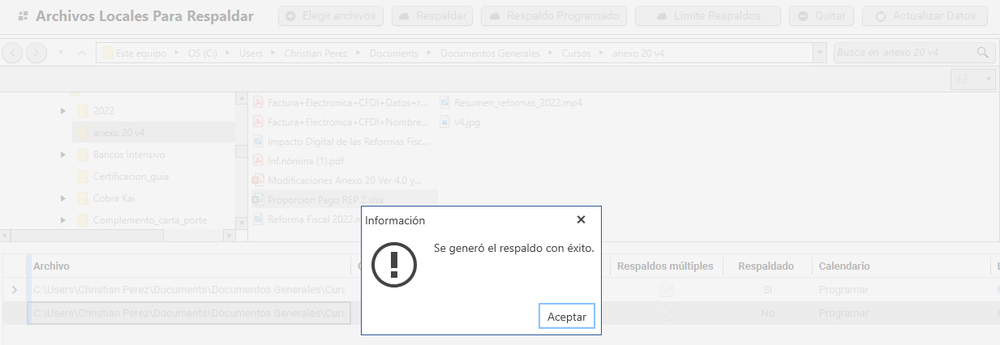 Archivos Locales Para Respaldar
Elegir archivos
Respaldar
Respaldo Programado
Límite Respaldos
Quitar
Actualizar Datos
Este equipo
OS (C:)
Users
Christian Perez
Documents
Documentos Generales
Cursos
anexo 20 v4
Busca en anexo 20 v4
2022
anexo 20 v4
Bancos Intensivo
Certificacion_guia
Cobra Kai
Complemento_carta_porte
Factura+Electronica+CFDI+Datos+r...
Factura+Electronica+CFDI+Nombre...
Impacto Digital de las Reformas Fisc...
Inf.nómina (1).pdf
Modificaciones Anexo 20 Ver 4.0 y...
Proporcion Pago REP 2.xlsx
Reforma Fiscal 2022.
Resumen_reformas_2022.mp4
v4.jpg
Información
Se generó el respaldo con éxito.
Aceptar
Archivo
Respaldos múltiples
Respaldado
Calendario
C:\Users\Christian Perez\Documents\Documentos Generales\Curs
Si
Programar
C:\Users\Christian Perez\Documents\Documentos Generales\Curs
No
Programar